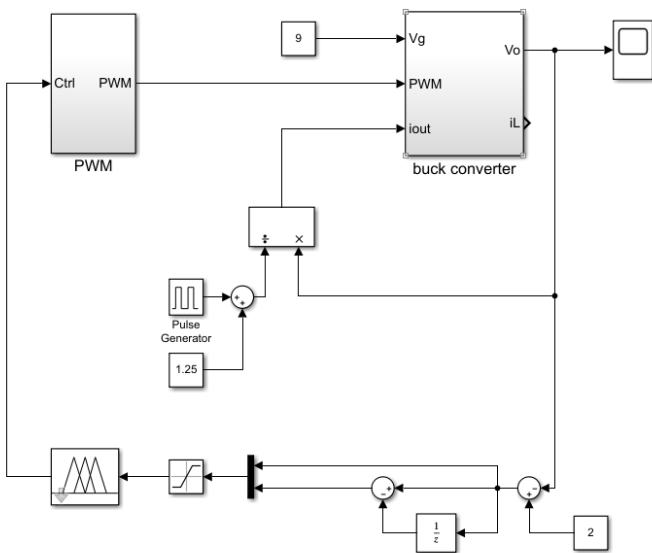 9
Vg
Vo
Ctrl
PWM
PWM
iout
iL
PWM
buck converter
÷
×
+
+
Pulse
Generator
1.25
+
−
−
+
1
z
2